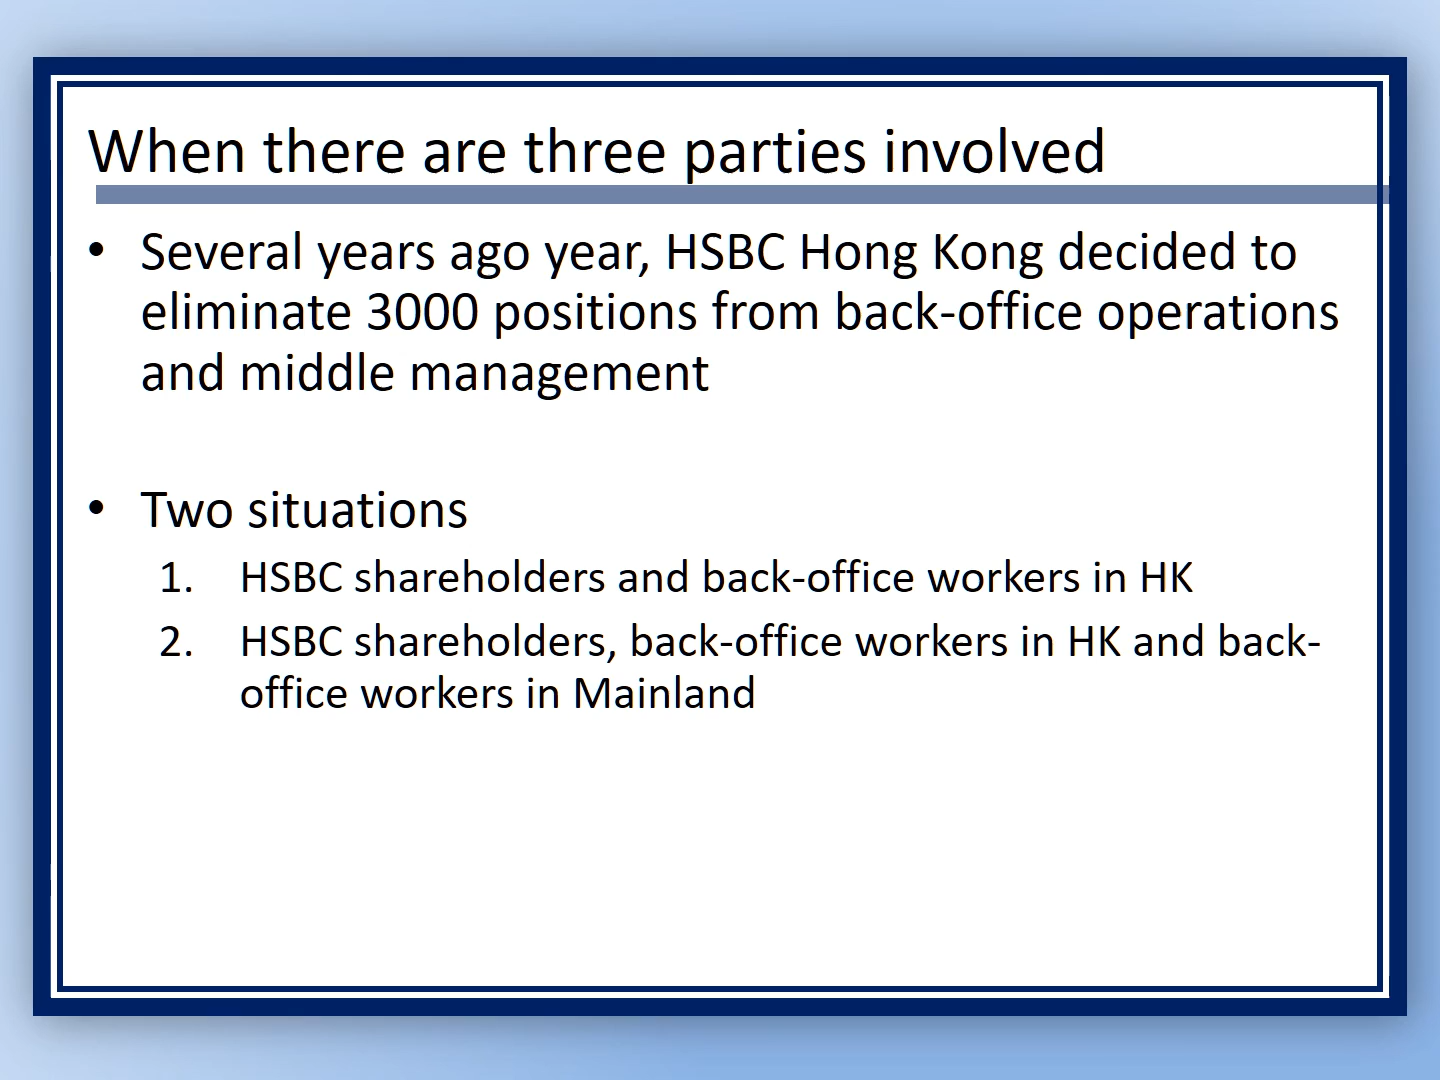 When there are three parties involved
• Several years ago year, HSBC Hong Kong decided to
eliminate 3000 positions from back-office operations
and middle management
• Two situations
1. HSBC shareholders and back-office workers in HK
2. HSBC shareholders, back-office workers in HK and back-
office workers in Mainland